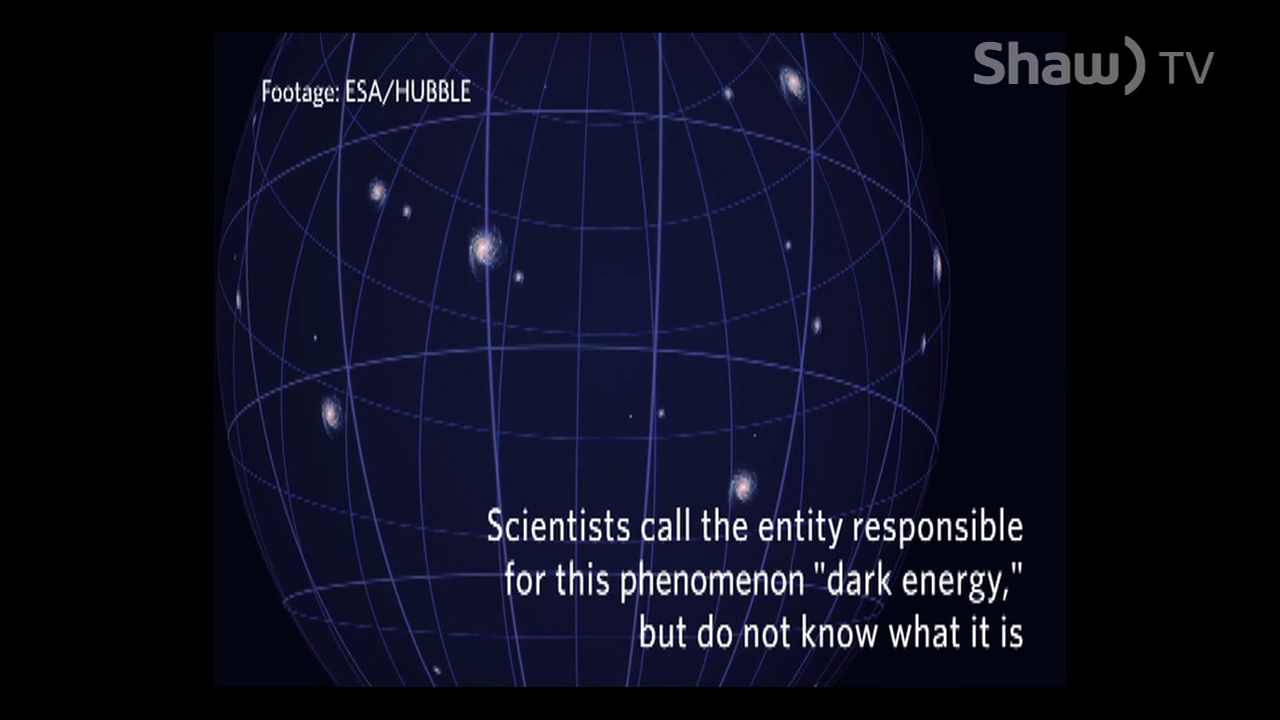 Shaw) TV
Footage: ESA/HUBBLE
Scientists call the entity responsible
for this phenomenon "dark energy,"
but do not know what it is